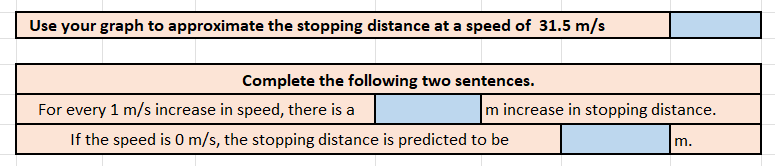 Use your graph to approximate the stopping distance at a speed of 31.5 m/s
Complete the following two sentences.
For every 1 m/s increase in speed, there is a m increase in stopping distance.
If the speed is 0 m/s, the stopping distance is predicted to be m.